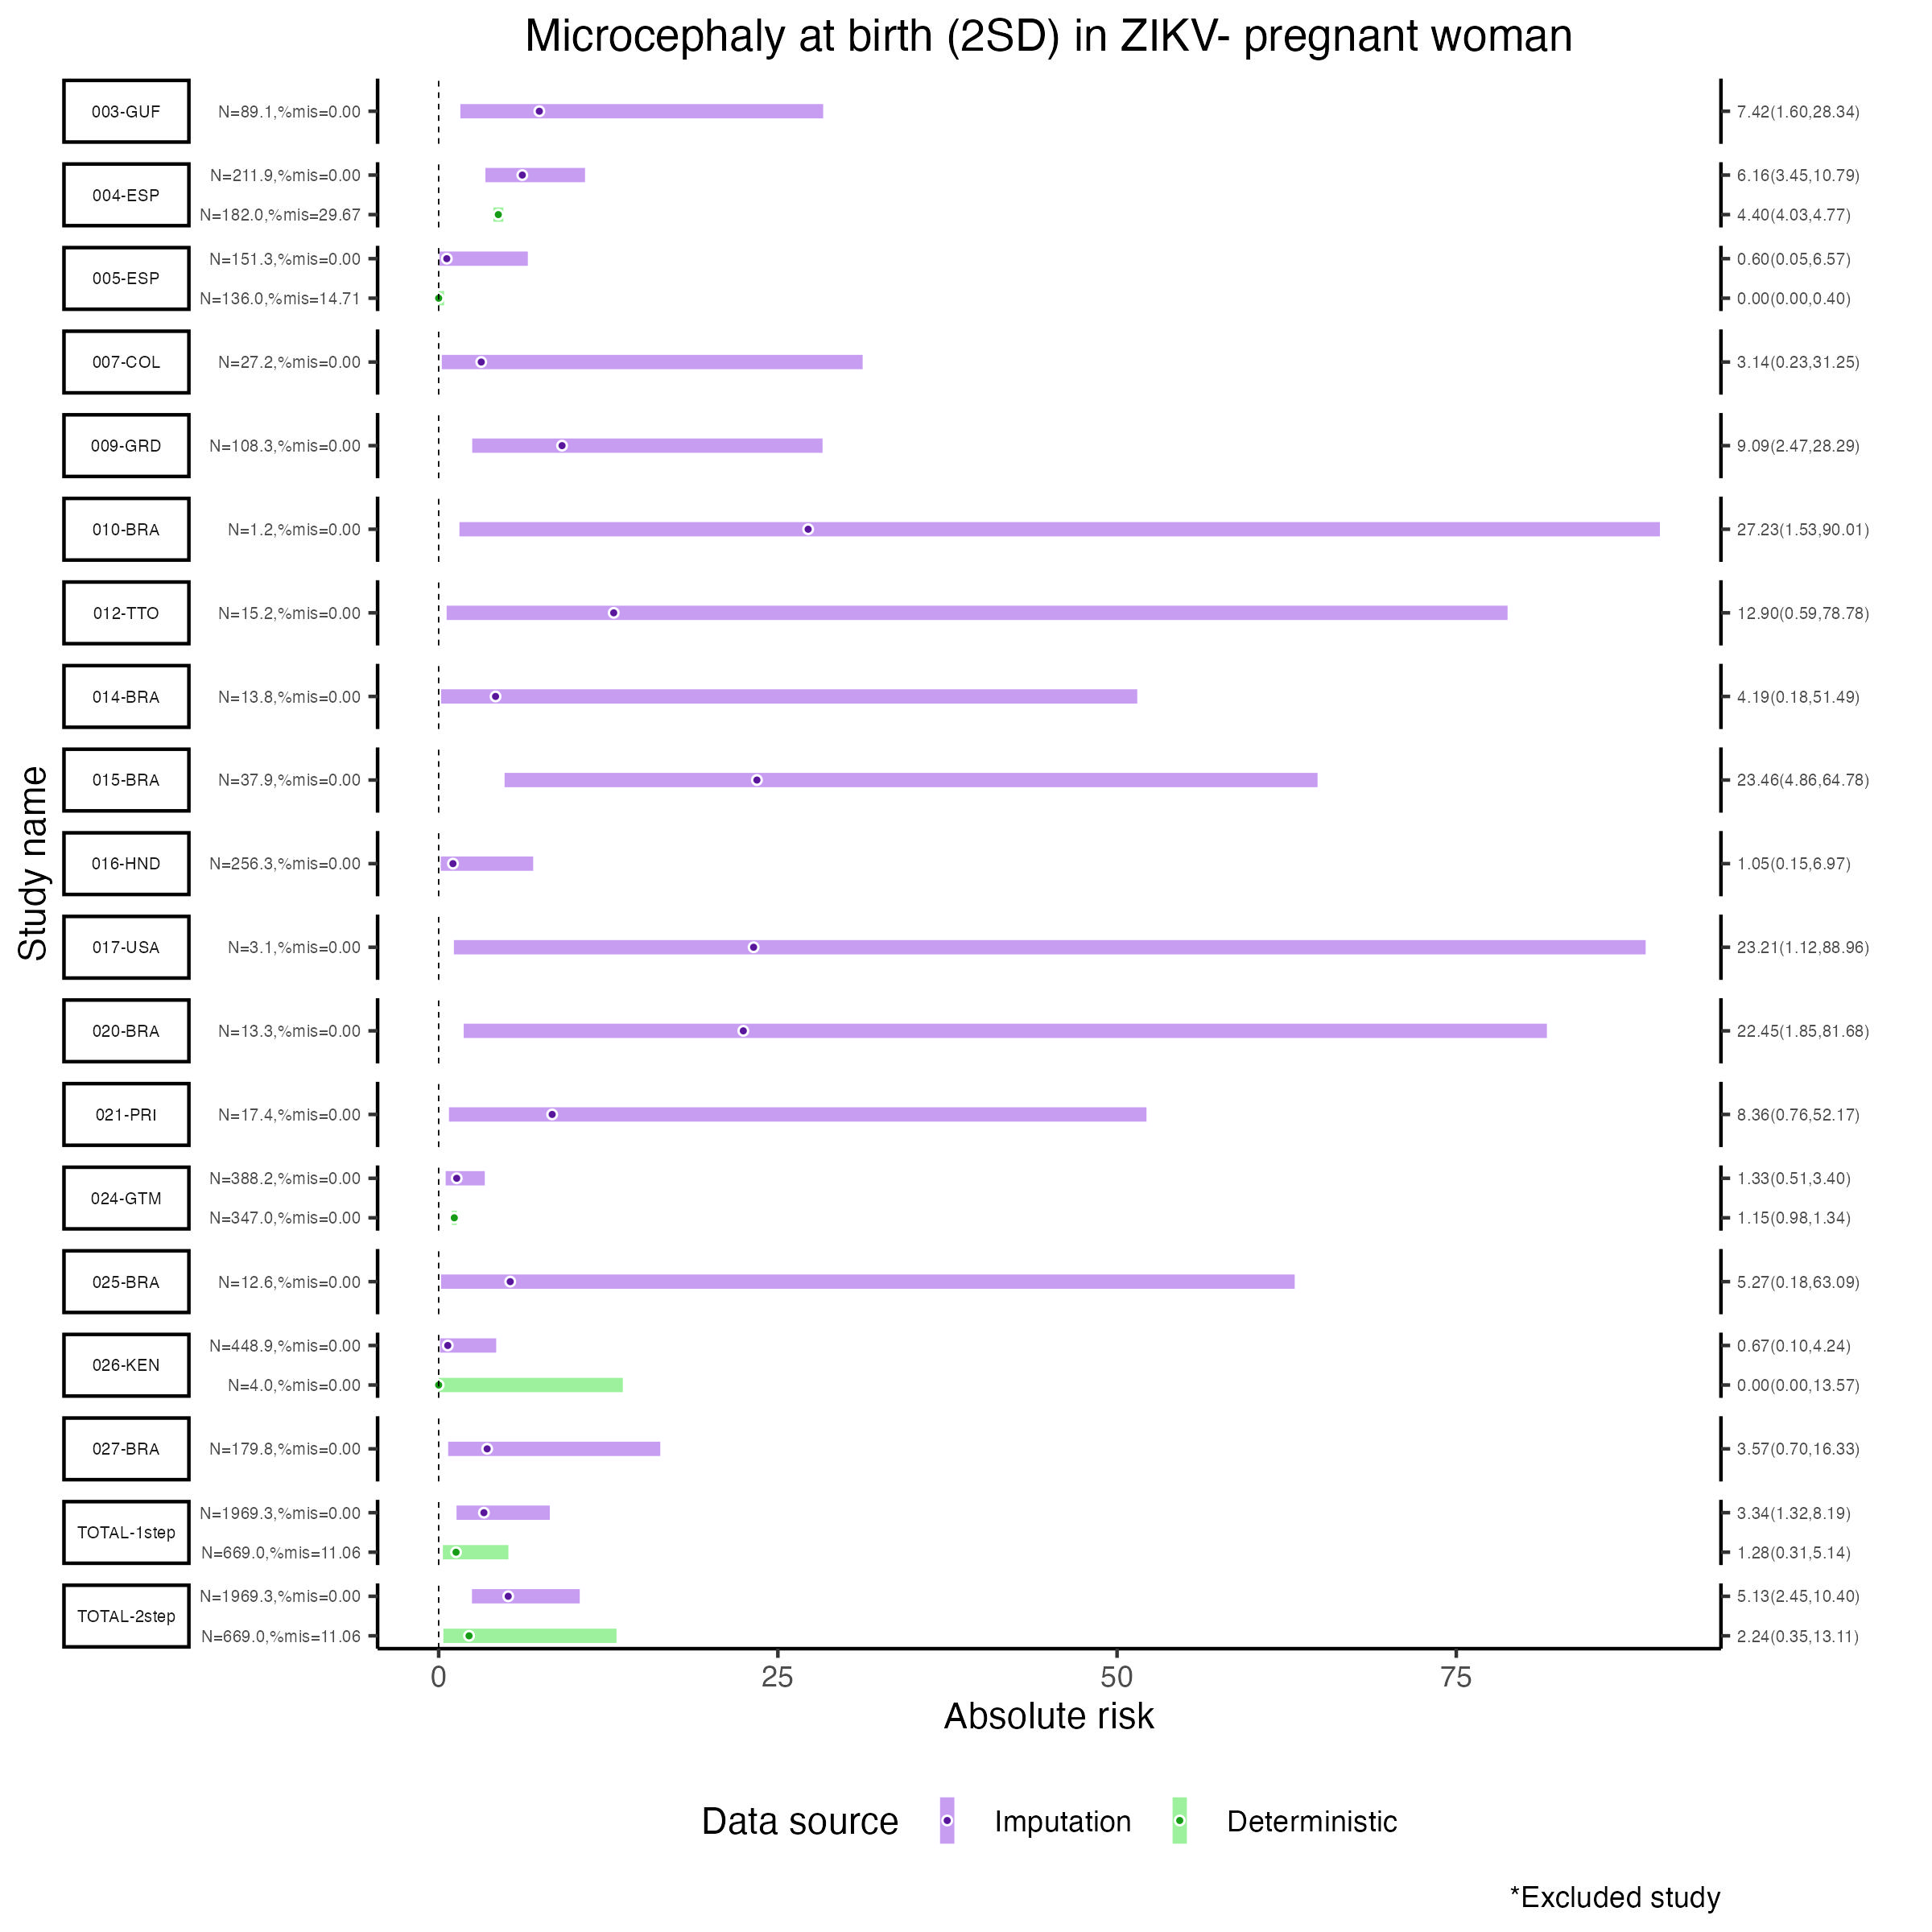 Microcephaly at birth (2SD) in ZIKV- pregnant woman
Study name
003-GUF N=89.1,%mis=0.00 7.42(1.60,28.34)
004-ESP N=211.9,%mis=0.00 6.16(3.45,10.79)
N=182.0,%mis=29.67 4.40(4.03,4.77)
005-ESP N=151.3,%mis=0.00 0.60(0.05,6.57)
N=136.0,%mis=14.71 0.00(0.00,0.40)
007-COL N=27.2,%mis=0.00 3.14(0.23,31.25)
009-GRD N=108.3,%mis=0.00 9.09(2.47,28.29)
010-BRA N=1.2,%mis=0.00 27.23(1.53,90.01)
012-TTO N=15.2,%mis=0.00 12.90(0.59,78.78)
014-BRA N=13.8,%mis=0.00 4.19(0.18,51.49)
015-BRA N=37.9,%mis=0.00 23.46(4.86,64.78)
016-HND N=256.3,%mis=0.00 1.05(0.15,6.97)
017-USA N=3.1,%mis=0.00 23.21(1.12,88.96)
020-BRA N=13.3,%mis=0.00 22.45(1.85,81.68)
021-PRI N=17.4,%mis=0.00 8.36(0.76,52.17)
024-GTM N=388.2,%mis=0.00 1.33(0.51,3.40)
N=347.0,%mis=0.00 1.15(0.98,1.34)
025-BRA N=12.6,%mis=0.00 5.27(0.18,63.09)
026-KEN N=448.9,%mis=0.00 0.67(0.10,4.24)
N=4.0,%mis=0.00 0.00(0.00,13.57)
027-BRA N=179.8,%mis=0.00 3.57(0.70,16.33)
TOTAL-1step N=1969.3,%mis=0.00 3.34(1.32,8.19)
N=669.0,%mis=11.06 1.28(0.31,5.14)
TOTAL-2step N=1969.3,%mis=0.00 5.13(2.45,10.40)
N=669.0,%mis=11.06 2.24(0.35,13.11)
0 25 50 75
Absolute risk
Data source Imputation Deterministic
*Excluded study